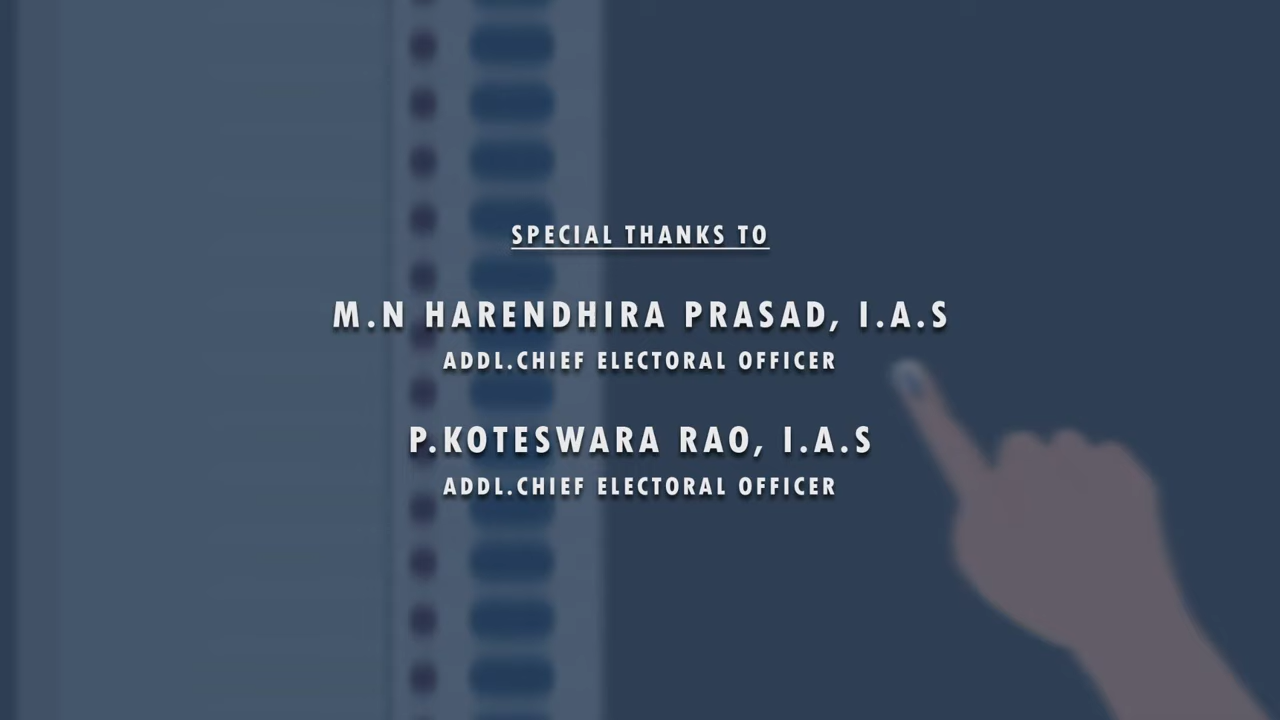 SPECIAL THANKS TO
M.N HARENDHIRA PRASAD, I.A.S
ADDL.CHIEF ELECTORAL OFFICER
P.KOTESWARA RAO, I.A.S
ADDL.CHIEF ELECTORAL OFFICER